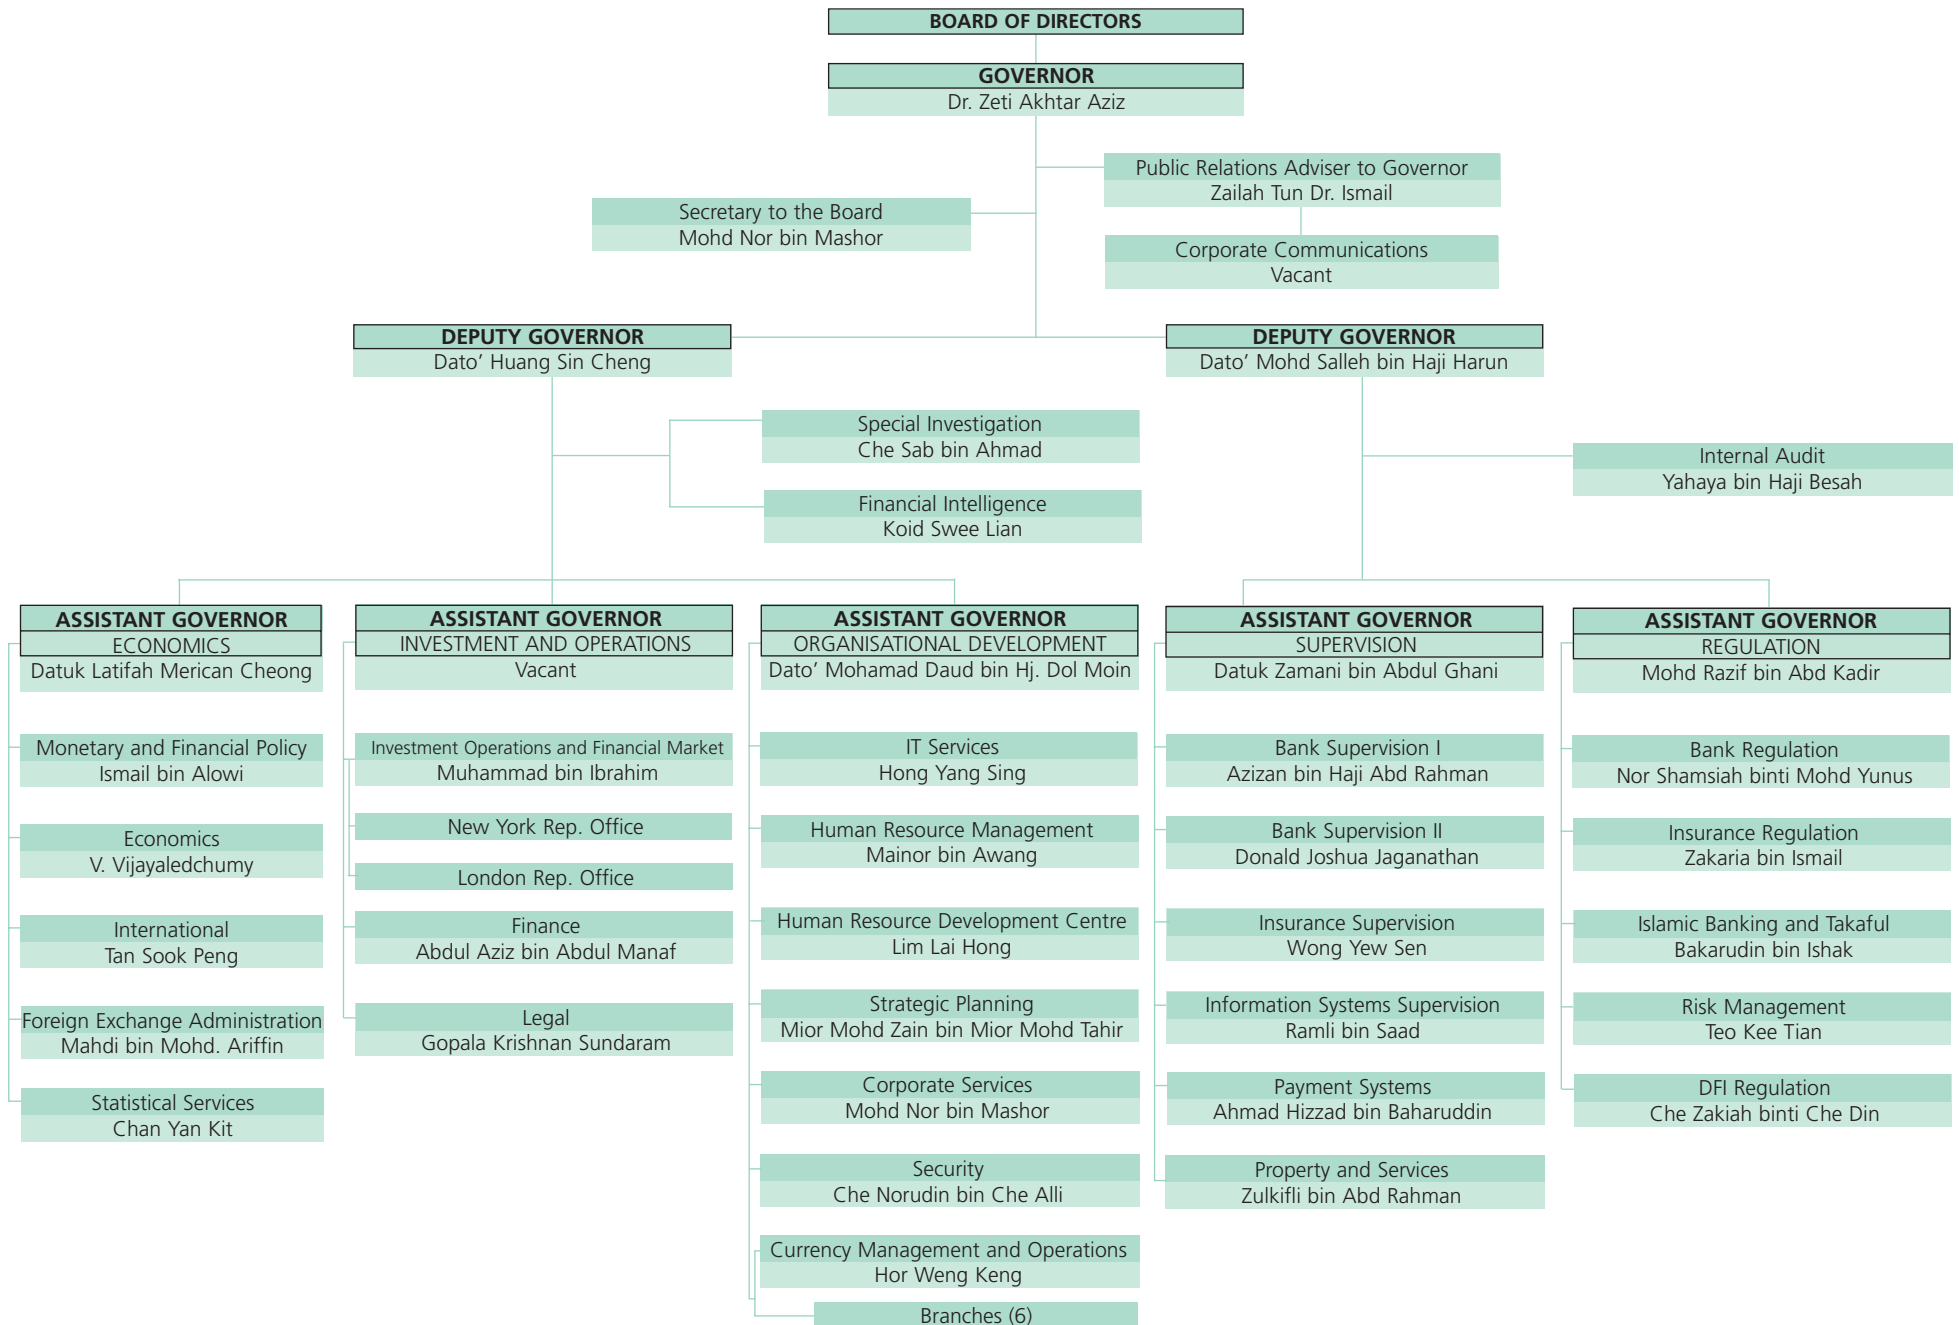 BOARD OF DIRECTORS
GOVERNOR
Dr. Zeti Akhtar Aziz
Public Relations Adviser to Governor
Zailah Tun Dr. Ismail
Secretary to the Board
Mohd Nor bin Mashor
Corporate Communications
Vacant
DEPUTY GOVERNOR
Dato’ Huang Sin Cheng
DEPUTY GOVERNOR
Dato’ Mohd Salleh bin Haji Harun
Special Investigation
Che Sab bin Ahmad
Financial Intelligence
Koid Swee Lian
Internal Audit
Yahaya bin Haji Besah
ASSISTANT GOVERNOR
ECONOMICS
Datuk Latifah Merican Cheong
Monetary and Financial Policy
Ismail bin Alowi
Economics
V. Vijayaledchumy
International
Tan Sook Peng
Foreign Exchange Administration
Mahdi bin Mohd. Ariffin
Statistical Services
Chan Yan Kit
ASSISTANT GOVERNOR
INVESTMENT AND OPERATIONS
Vacant
Investment Operations and Financial Market
Muhammad bin Ibrahim
New York Rep. Office
London Rep. Office
Finance
Abdul Aziz bin Abdul Manaf
Legal
Gopala Krishnan Sundaram
ASSISTANT GOVERNOR
ORGANISATIONAL DEVELOPMENT
Dato’ Mohamad Daud bin Hj. Dol Moin
IT Services
Hong Yang Sing
Human Resource Management
Mainor bin Awang
Human Resource Development Centre
Lim Lai Hong
Strategic Planning
Mior Mohd Zain bin Mior Mohd Tahir
Corporate Services
Mohd Nor bin Mashor
Security
Che Norudin bin Che Alli
Currency Management and Operations
Hor Weng Keng
Branches (6)
ASSISTANT GOVERNOR
SUPERVISION
Datuk Zamani bin Abdul Ghani
Bank Supervision I
Azizan bin Haji Abd Rahman
Bank Supervision II
Donald Joshua Jaganathan
Insurance Supervision
Wong Yew Sen
Information Systems Supervision
Ramli bin Saad
Payment Systems
Ahmad Hizzad bin Baharuddin
Property and Services
Zulkifli bin Abd Rahman
ASSISTANT GOVERNOR
REGULATION
Mohd Razif bin Abd Kadir
Bank Regulation
Nor Shamsiah binti Mohd Yunus
Insurance Regulation
Zakaria bin Ismail
Islamic Banking and Takaful
Bakarudin bin Ishak
Risk Management
Teo Kee Tian
DFI Regulation
Che Zakiah binti Che Din